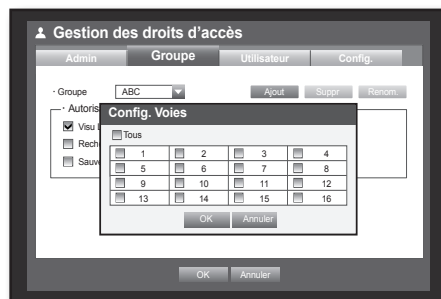 Gestion des droits d'accès
Admin Groupe Utilisateur Config.
· Groupe ABC Ajout Suppr Renom.
· Autoris
Visu
Rech
Sauve
Config. Voies
Tous
1 2 3 4
5 6 7 8
9 10 11 12
13 14 15 16
OK Annuler
OK Annuler